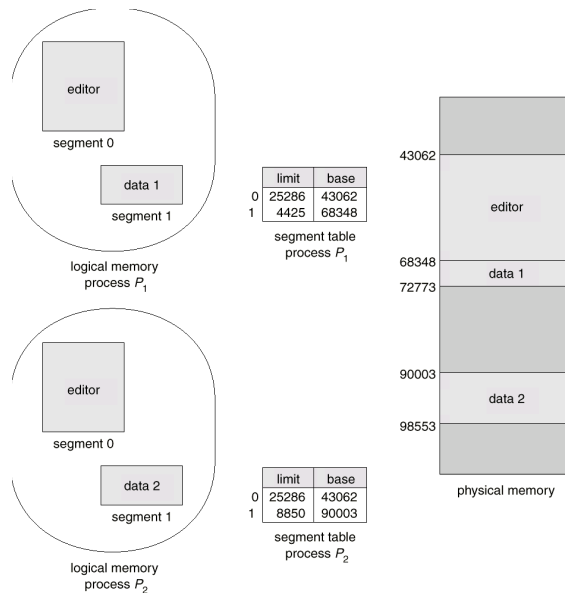 editor
segment 0
data 1
segment 1
logical memory
process P1
limit base
0 25286 43062
1 4425 68348
segment table
process P1
editor
segment 0
data 2
segment 1
logical memory
process P2
limit base
0 25286 43062
1 8850 90003
segment table
process P2
43062
editor
68348
data 1
72773
90003
data 2
98553
physical memory